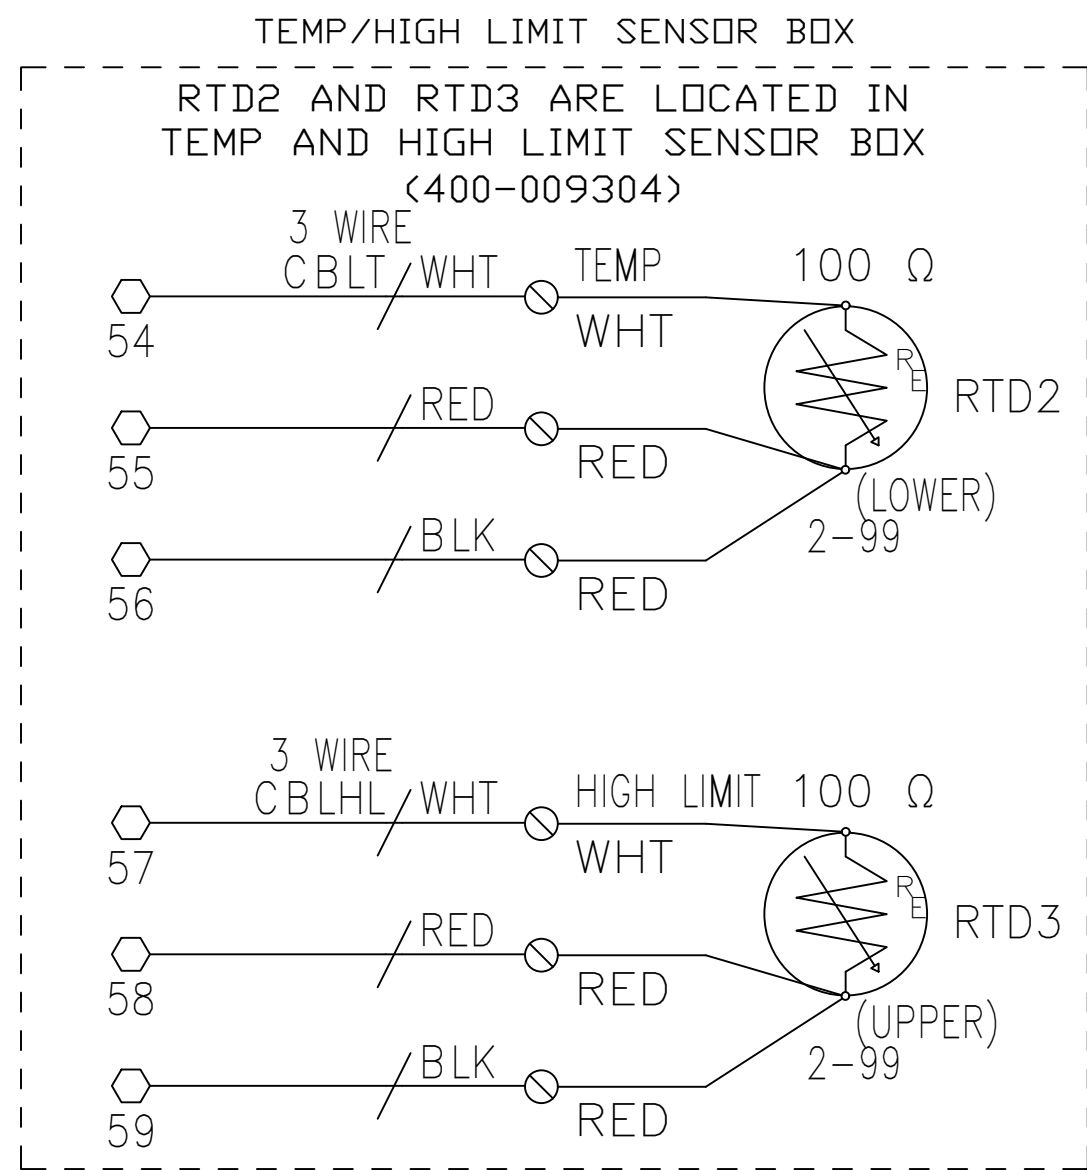 TEMP/HIGH LIMIT SENSOR BOX
RTD2 AND RTD3 ARE LOCATED IN
TEMP AND HIGH LIMIT SENSOR BOX
(400-009304)
3 WIRE
CBLT WHT TEMP 100 Ω
54 WHT
RE RTD2
RED
55 RED
(LOWER)
2-99
BLK
56 RED
3 WIRE
CBLHL WHT HIGH LIMIT 100 Ω
57 WHT
RE RTD3
RED
58 RED
(UPPER)
2-99
BLK
59 RED